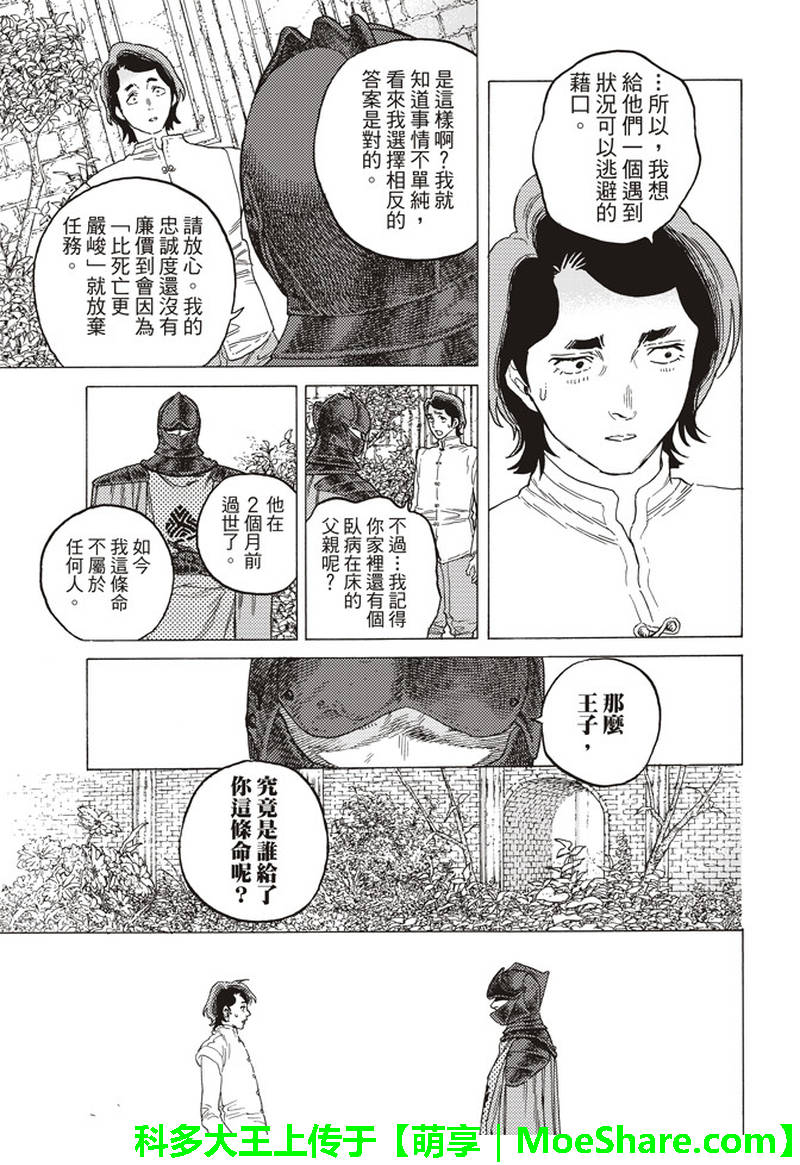 …所以，我想
給他們一個遇到
狀況可以逃避的
藉口。
是這樣啊？我就
知道事情不單純，
看來我選擇相反的
答案是對的。
請放心。我的
忠誠度還沒有
廉價到會因為
「比死亡更
嚴峻」就放棄
任務。
不過…我記得
你家裡還有個
臥病在床的
父親呢？
他在
2個月前
過世了。
如今
我這條命
不屬於
任何人。
那麼
王子，
究竟是誰給了
你這條命呢？
科多大王上传于【萌享】|MoeShare.com】